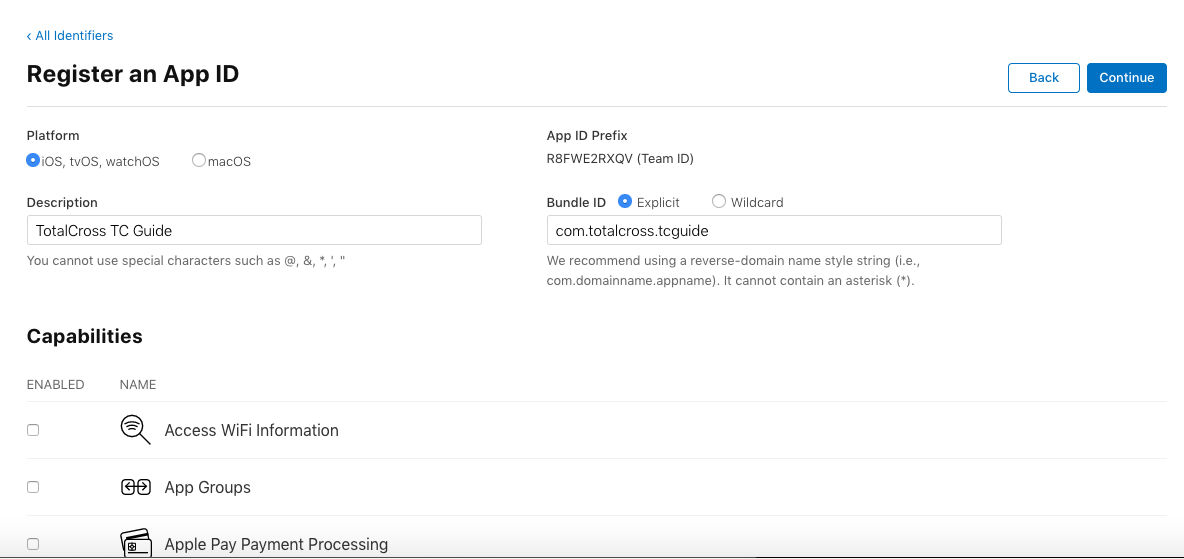 ‹ All Identifiers
Register an App ID
Back
Continue
Platform
iOS, tvOS, watchOS
macOS
App ID Prefix
R8FWE2RXQV (Team ID)
Description
TotalCross TC Guide
You cannot use special characters such as @, &, *, ', "
Bundle ID
Explicit
Wildcard
com.totalcross.tcguide
We recommend using a reverse-domain name style string (i.e.,
com.domainname.appname). It cannot contain an asterisk (*).
Capabilities
ENABLED
NAME
Access WiFi Information
App Groups
Apple Pay Payment Processing